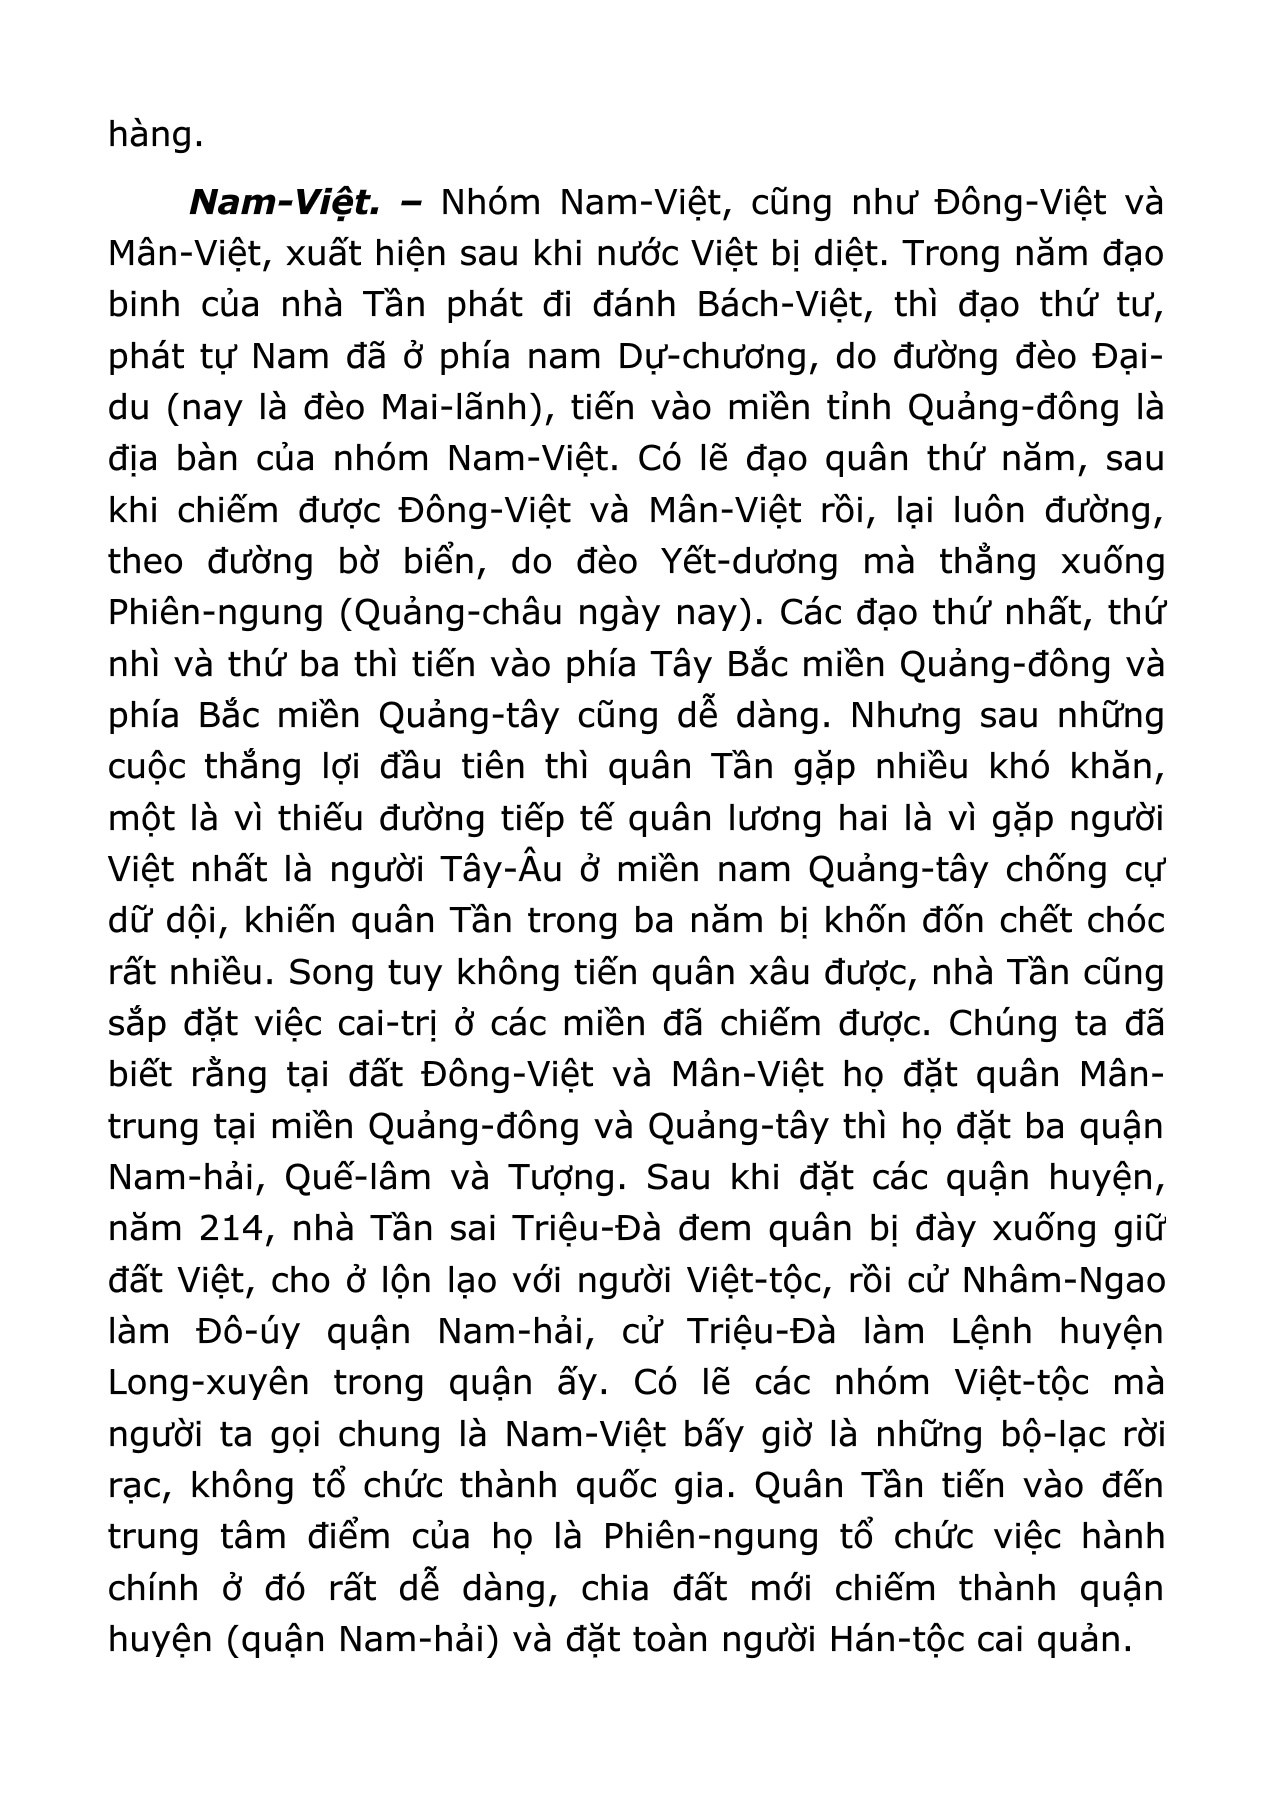 hàng.
Nam-Việt. – Nhóm Nam-Việt, cũng như Đông-Việt và
Mân-Việt, xuất hiện sau khi nước Việt bị diệt. Trong năm đạo
binh của nhà Tần phát đi đánh Bách-Việt, thì đạo thứ tư,
phát tự Nam đã ở phía nam Dự-chương, do đường đèo Đại-
du (nay là đèo Mai-lãnh), tiến vào miền tỉnh Quảng-đông là
địa bàn của nhóm Nam-Việt. Có lẽ đạo quân thứ năm, sau
khi chiếm được Đông-Việt và Mân-Việt rồi, lại luôn đường,
theo đường bờ biển, do đèo Yết-dương mà thẳng xuống
Phiên-ngung (Quảng-châu ngày nay). Các đạo thứ nhất, thứ
nhì và thứ ba thì tiến vào phía Tây Bắc miền Quảng-đông và
phía Bắc miền Quảng-tây cũng dễ dàng. Nhưng sau những
cuộc thắng lợi đầu tiên thì quân Tần gặp nhiều khó khăn,
một là vì thiếu đường tiếp tế quân lương hai là vì gặp người
Việt nhất là người Tây-Âu ở miền nam Quảng-tây chống cự
dữ dội, khiến quân Tần trong ba năm bị khốn đốn chết chóc
rất nhiều. Song tuy không tiến quân xâu được, nhà Tần cũng
sắp đặt việc cai-trị ở các miền đã chiếm được. Chúng ta đã
biết rằng tại đất Đông-Việt và Mân-Việt họ đặt quân Mân-
trung tại miền Quảng-đông và Quảng-tây thì họ đặt ba quận
Nam-hải, Quế-lâm và Tượng. Sau khi đặt các quận huyện,
năm 214, nhà Tần sai Triệu-Đà đem quân bị đày xuống giữ
đất Việt, cho ở lộn lạo với người Việt-tộc, rồi cử Nhâm-Ngao
làm Đô-úy quận Nam-hải, cử Triệu-Đà làm Lệnh huyện
Long-xuyên trong quận ấy. Có lẽ các nhóm Việt-tộc mà
người ta gọi chung là Nam-Việt bấy giờ là những bộ-lạc rời
rạc, không tổ chức thành quốc gia. Quân Tần tiến vào đến
trung tâm điểm của họ là Phiên-ngung tổ chức việc hành
chính ở đó rất dễ dàng, chia đất mới chiếm thành quận
huyện (quận Nam-hải) và đặt toàn người Hán-tộc cai quản.